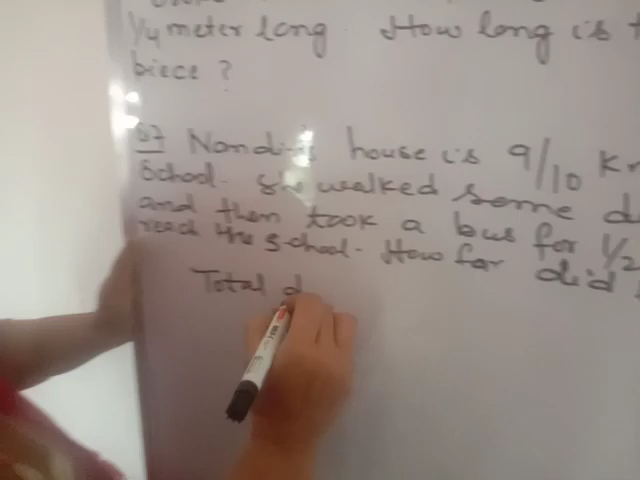 1/4 meter long How long is t
biece ?
Q7 Nandi's house is 9/10 Km
School. She walked some d
and then took a bus for 1/2
reach the school. How far did
Total d